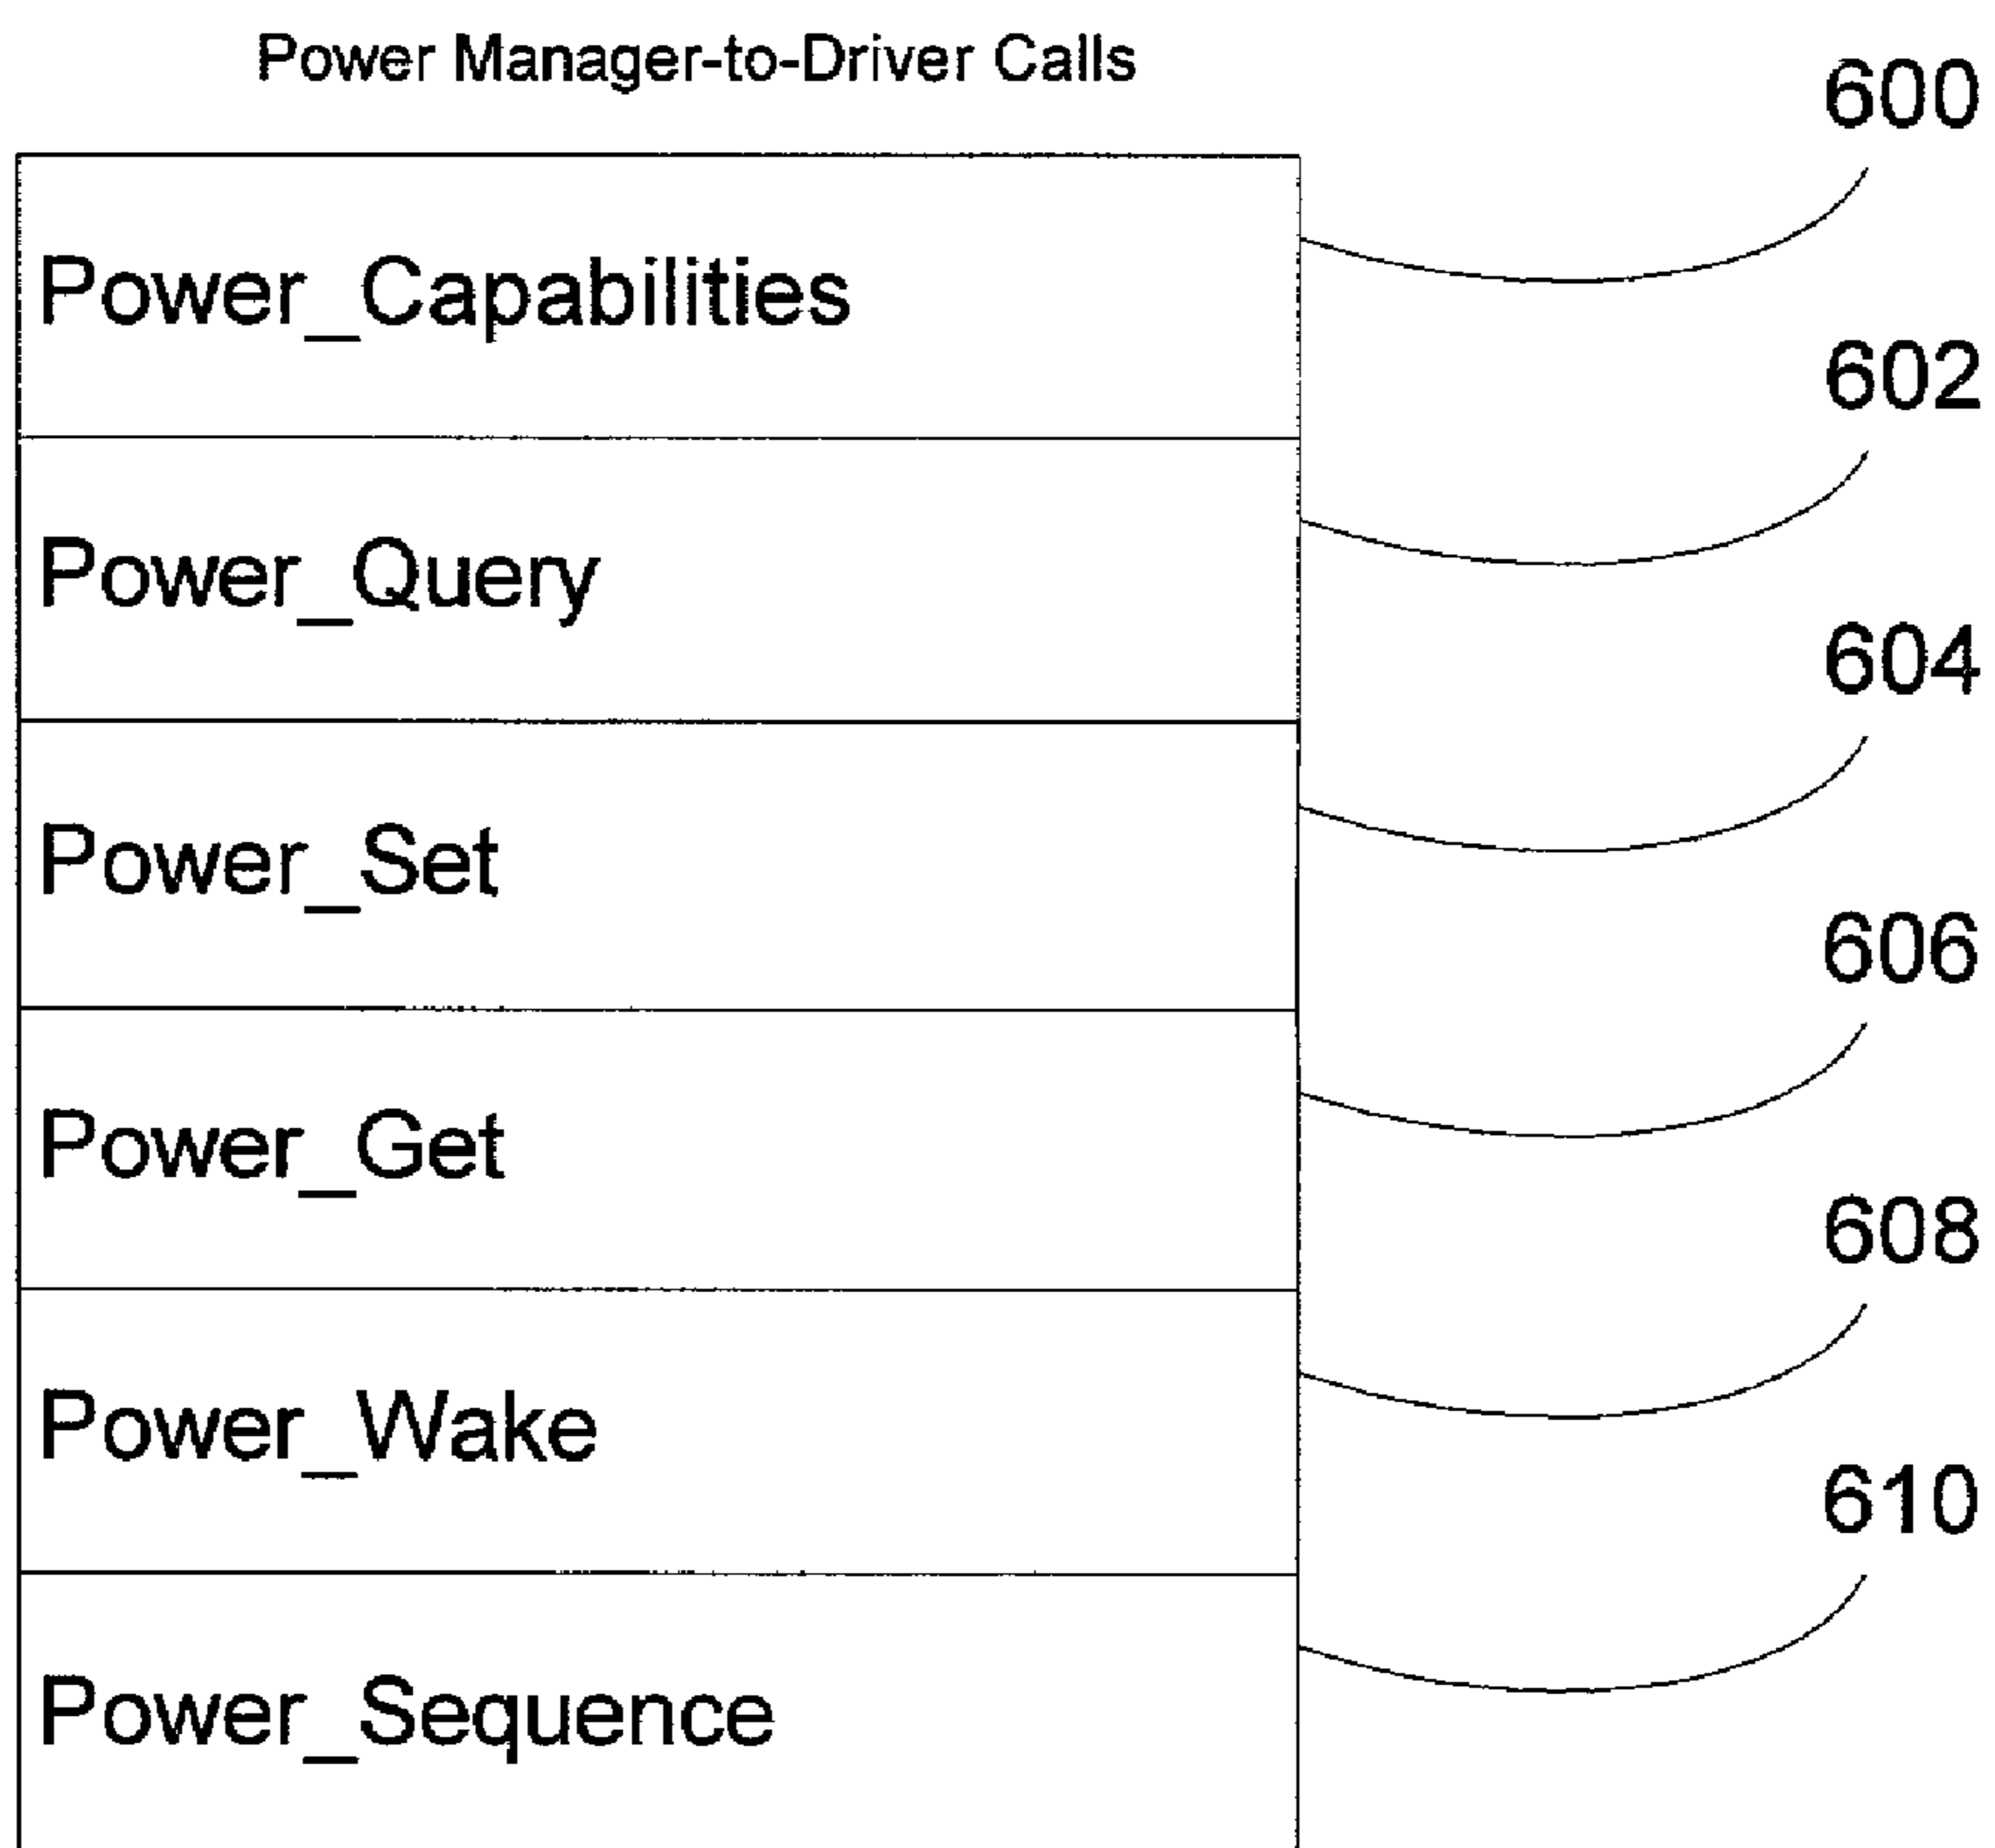 Power Manager-to-Driver Calls
600
Power_Capabilities
602
Power_Query
604
Power_Set
606
Power_Get
608
Power_Wake
610
Power_Sequence